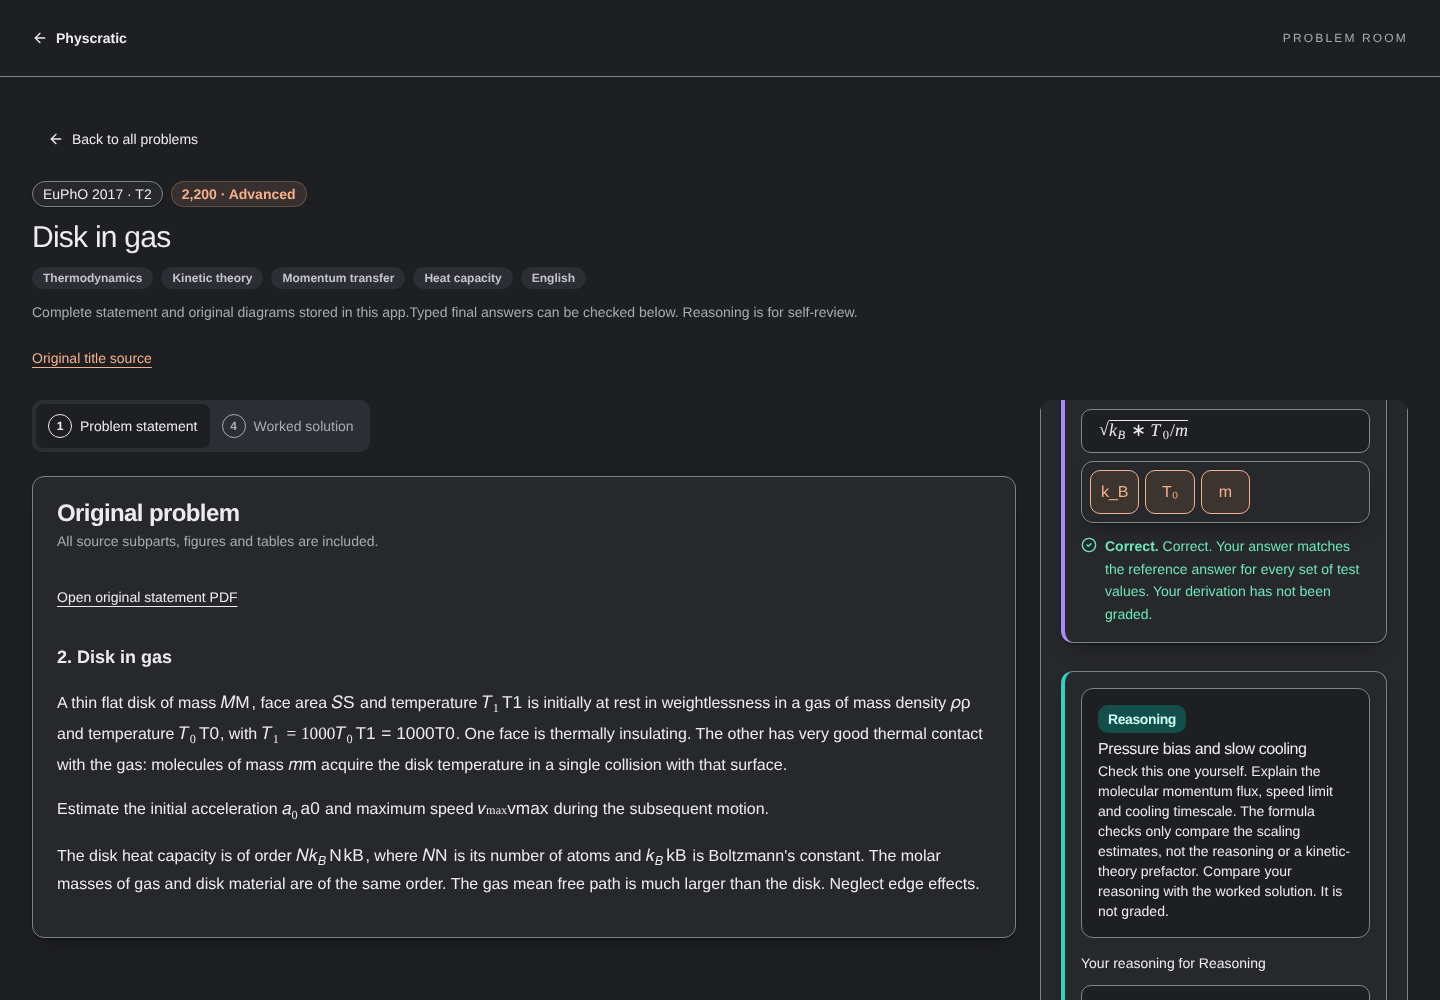 Physcratic
PROBLEM ROOM
Back to all problems
EuPhO 2017 · T2
2,200 · Advanced
Disk in gas
Thermodynamics
Kinetic theory
Momentum transfer
Heat capacity
English
Complete statement and original diagrams stored in this app.Typed final answers can be checked below. Reasoning is for self-review.
Original title source
1 Problem statement
4 Worked solution
Original problem
All source subparts, figures and tables are included.
Open original statement PDF
2. Disk in gas
A thin flat disk of mass MM, face area SS and temperature T₁T1 is initially at rest in weightlessness in a gas of mass density ρρ
and temperature T₀T0, with T₁ = 1000T₀T1 = 1000T0. One face is thermally insulating. The other has very good thermal contact
with the gas: molecules of mass mm acquire the disk temperature in a single collision with that surface.
Estimate the initial acceleration a₀a0 and maximum speed vmaxvmax during the subsequent motion.
The disk heat capacity is of order Nk_BNkB, where NN is its number of atoms and k_BkB is Boltzmann's constant. The molar
masses of gas and disk material are of the same order. The gas mean free path is much larger than the disk. Neglect edge effects.
√k_B ∗ T₀/m
k_B
T₀
m
Correct. Correct. Your answer matches
the reference answer for every set of test
values. Your derivation has not been
graded.
Reasoning
Pressure bias and slow cooling
Check this one yourself. Explain the
molecular momentum flux, speed limit
and cooling timescale. The formula
checks only compare the scaling
estimates, not the reasoning or a kinetic-
theory prefactor. Compare your
reasoning with the worked solution. It is
not graded.
Your reasoning for Reasoning